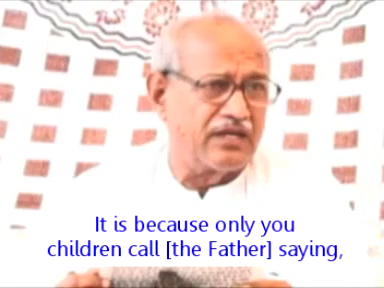 It is because only you
children call [the Father] saying,